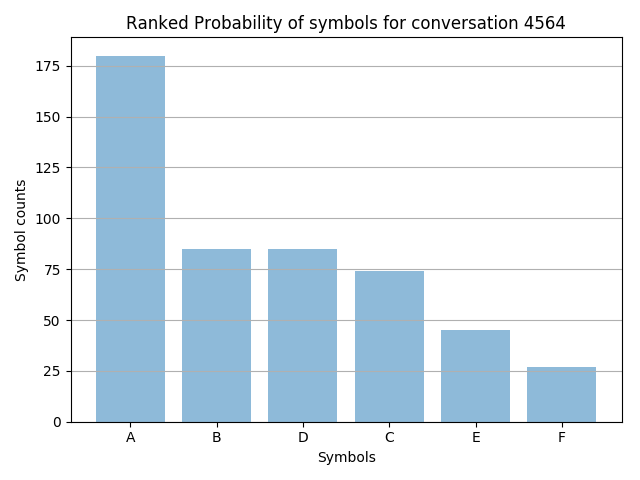 Ranked Probability of symbols for conversation 4564
175
150
125
100
75
50
25
0
Symbol counts
A B D C E F
Symbols